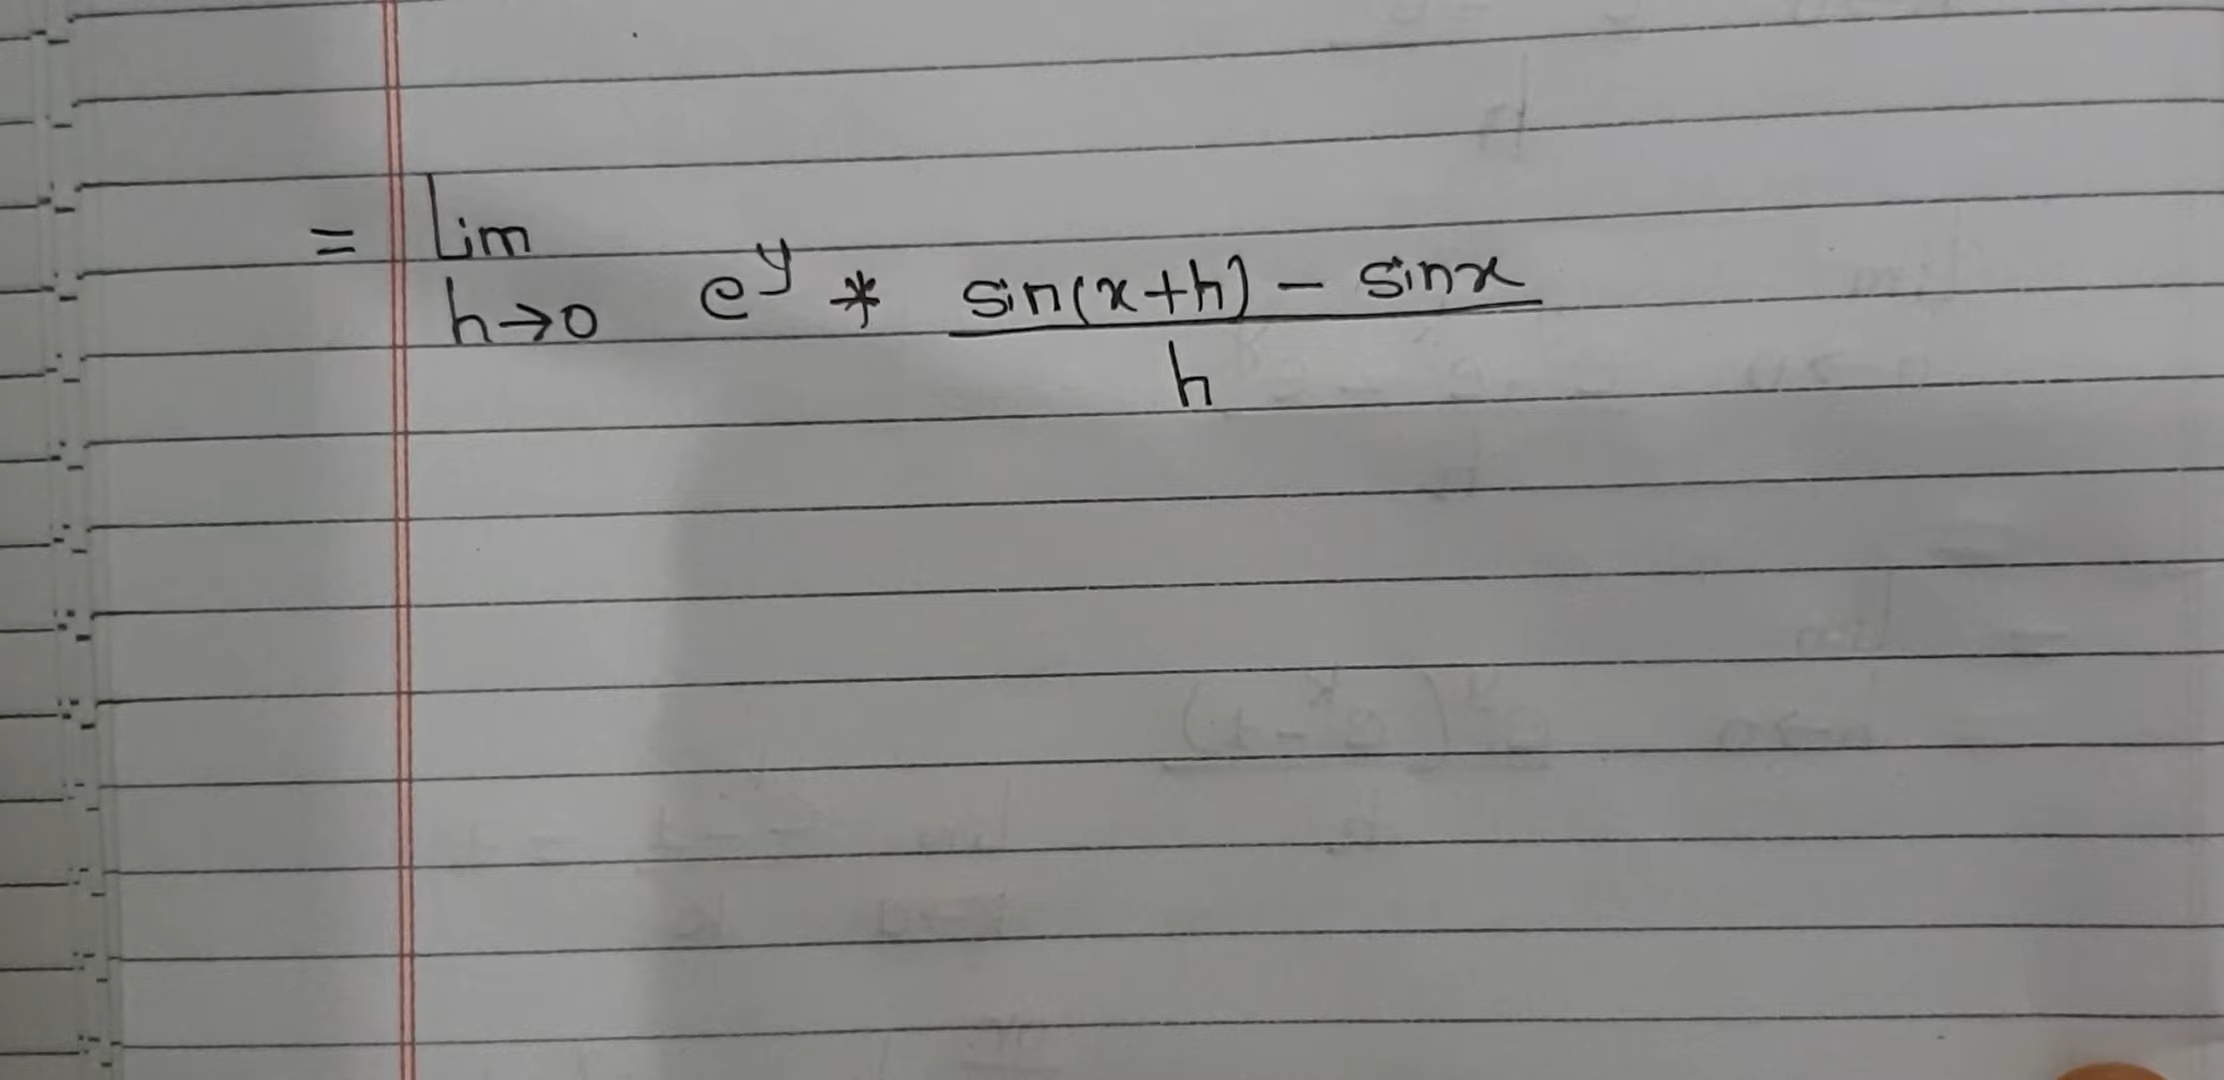 = lim
h→0 e^y * sin(x+h) - sinx
h